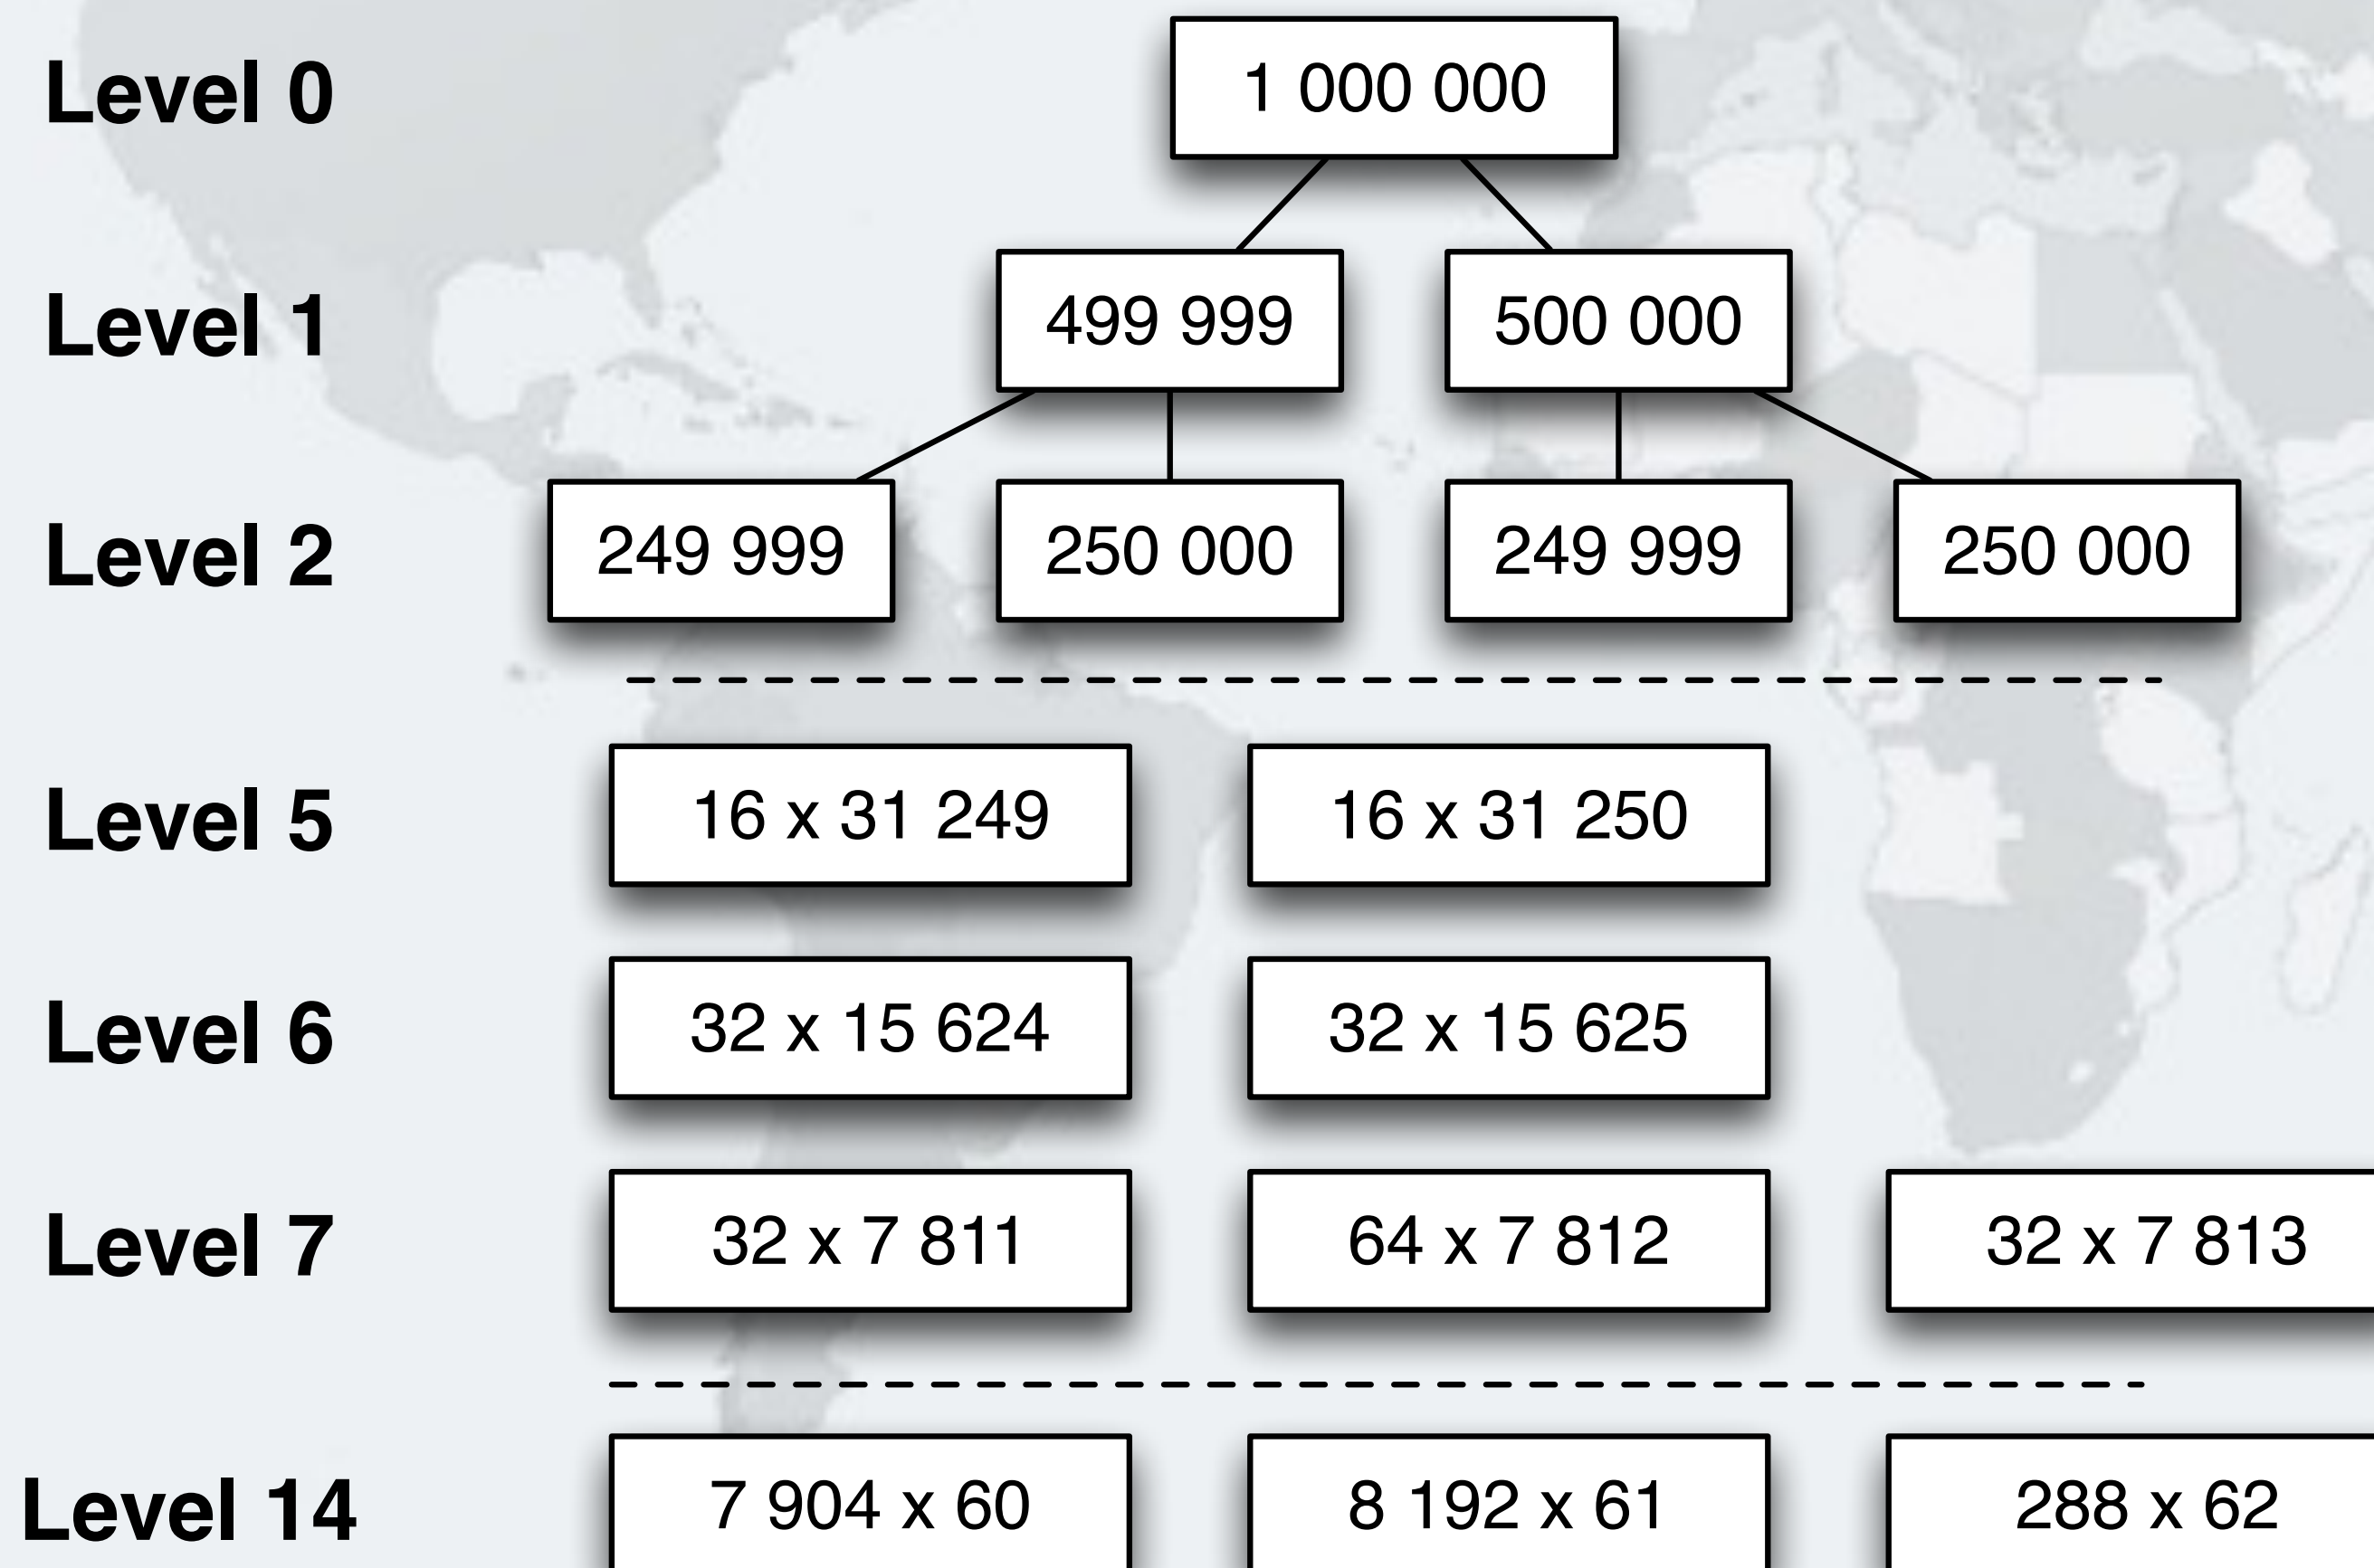 Level 0 1 000 000
Level 1 499 999 500 000
Level 2 249 999 250 000 249 999 250 000
Level 5 16 x 31 249 16 x 31 250
Level 6 32 x 15 624 32 x 15 625
Level 7 32 x 7 811 64 x 7 812 32 x 7 813
Level 14 7 904 x 60 8 192 x 61 288 x 62